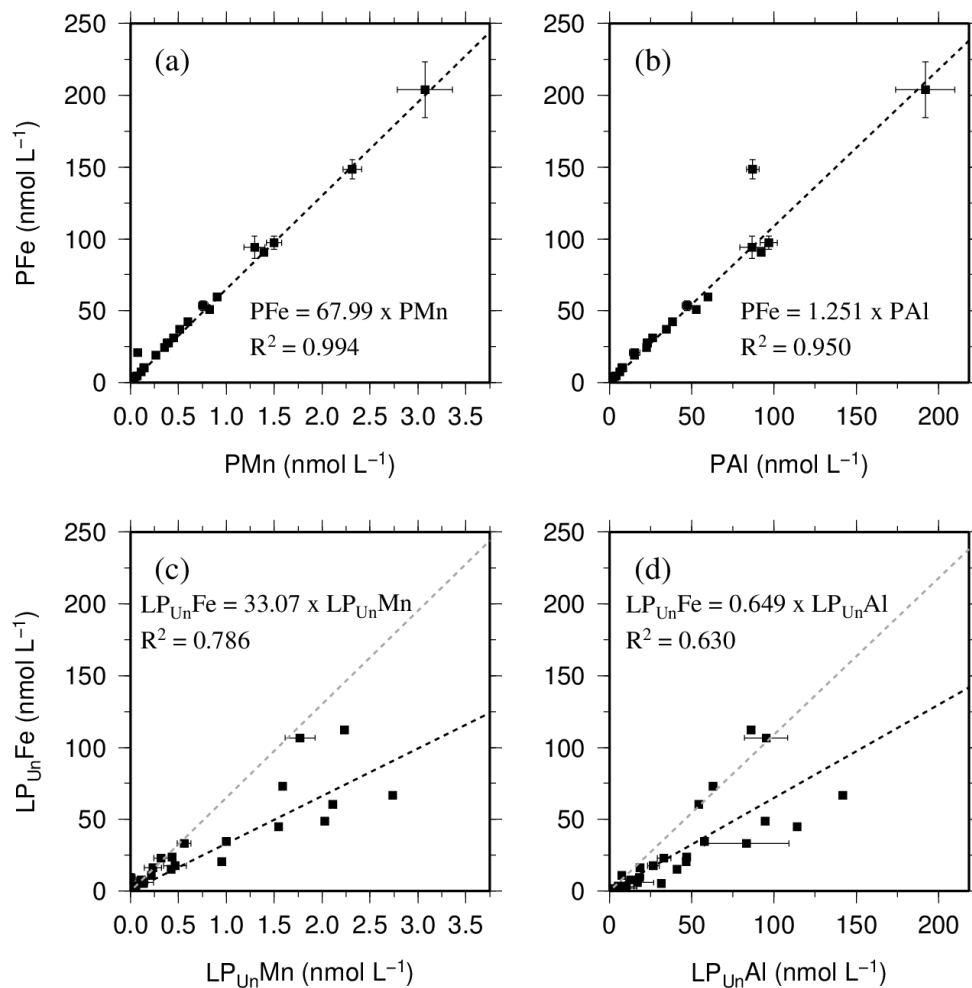 (a)
PFe = 67.99 x PMn
R² = 0.994
250
200
150
100
50
0
PFe (nmol L⁻¹)
0.0 0.5 1.0 1.5 2.0 2.5 3.0 3.5
PMn (nmol L⁻¹)
(b)
PFe = 1.251 x PAl
R² = 0.950
250
200
150
100
50
0
0 50 100 150 200
PAl (nmol L⁻¹)
(c)
LP_UnFe = 33.07 x LP_UnMn
R² = 0.786
250
200
150
100
50
0
LP_UnFe (nmol L⁻¹)
0.0 0.5 1.0 1.5 2.0 2.5 3.0 3.5
LP_UnMn (nmol L⁻¹)
(d)
LP_UnFe = 0.649 x LP_UnAl
R² = 0.630
250
200
150
100
50
0
0 50 100 150 200
LP_UnAl (nmol L⁻¹)